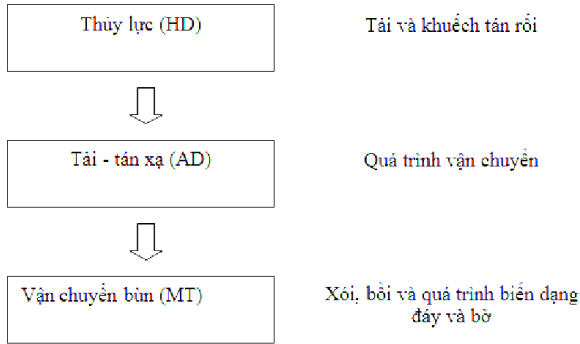 Thủy lực (HD)
Tải và khuếch tán rối
Tải - tán xạ (AD)
Quá trình vận chuyển
Vận chuyển bùn (MT)
Xói, bồi và quá trình biến dạng
đáy và bờ